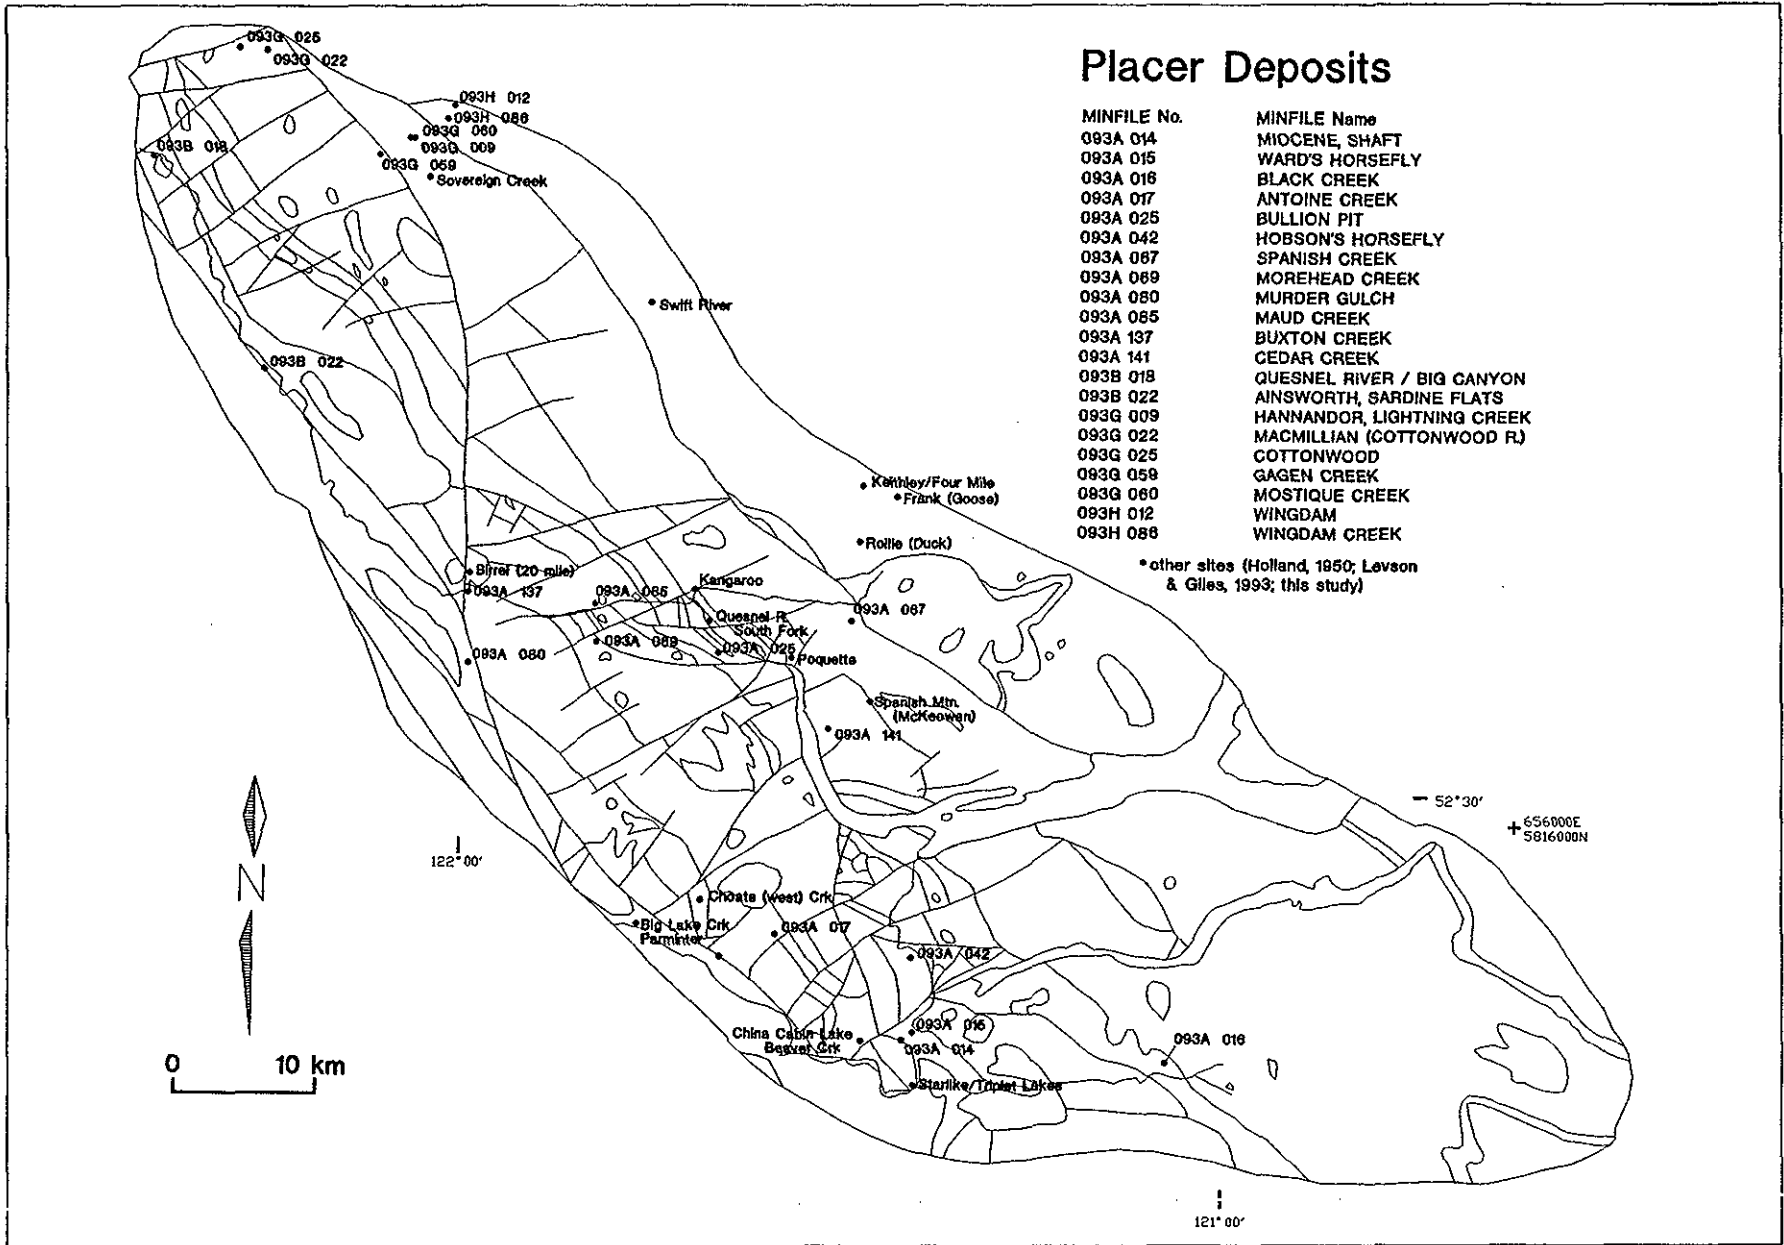 Placer Deposits
MINFILE No. MINFILE Name
093A 014 MIOCENE, SHAFT
093A 015 WARD'S HORSEFLY
093A 016 BLACK CREEK
093A 017 ANTOINE CREEK
093A 025 BULLION PIT
093A 042 HOBSON'S HORSEFLY
093A 067 SPANISH CREEK
093A 069 MOREHEAD CREEK
093A 080 MURDER GULCH
093A 085 MAUD CREEK
093A 137 BUXTON CREEK
093A 141 CEDAR CREEK
093B 018 QUESNEL RIVER / BIG CANYON
093B 022 AINSWORTH, SARDINE FLATS
093G 009 HANNANDOR, LIGHTNING CREEK
093G 022 MACMILLIAN (COTTONWOOD R.)
093G 025 COTTONWOOD
093G 059 GAGEN CREEK
093G 060 MOSTIQUE CREEK
093H 012 WINGDAM
093H 086 WINGDAM CREEK
• other sites (Holland, 1950; Levson
& Giles, 1993; this study)
093G 025
093G 022
093H 012
093H 086
093G 060
093G 009
093B 018
093G 059
Sovereign Creek
Swift River
093B 022
Keithley/Four Mile
Frank (Goose)
Rollie (Duck)
Birrel (20 mile)
093A 137
093A 085
Kangaroo
093A 067
Quesnel R.
South Fork
093A 069
093A 025
Poquette
093A 080
Spanish Mtn.
(McKeowan)
093A 141
52°30'
656000E
5816000N
122°00'
N
Choate (west) Crk
Big Lake Crk
Parminter
093A 017
093A 042
China Cabin Lake
Beaver Crk
093A 015
093A 014
093A 016
Starlike/Triplet Lakes
0 10 km
121°00'